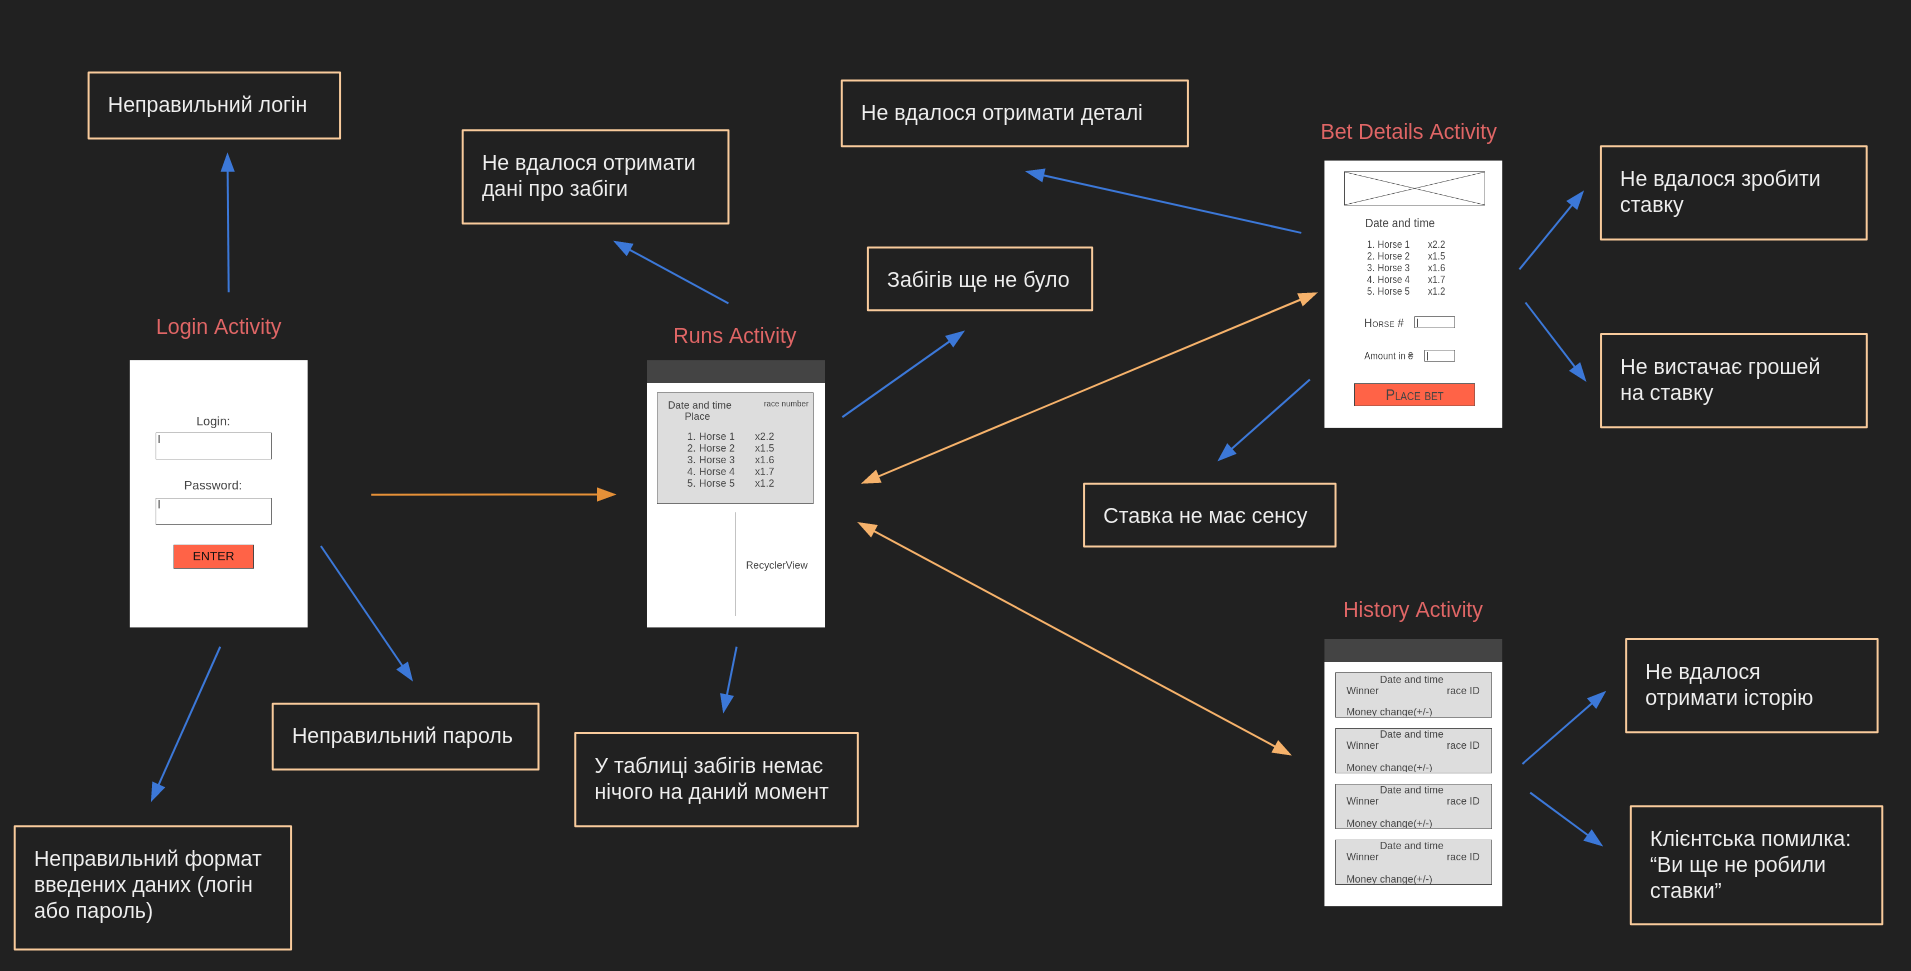 Неправильний логін
Не вдалося отримати
дані про забіги
Не вдалося отримати деталі
Забігів ще не було
Bet Details Activity
Date and time
1. Horse 1 x2.2
2. Horse 2 x1.5
3. Horse 3 x1.6
4. Horse 4 x1.7
5. Horse 5 x1.2
Horse #
Amount in ₴
Place bet
Не вдалося зробити
ставку
Не вистачає грошей
на ставку
Login Activity
Login:
Password:
ENTER
Runs Activity
Date and time race number
Place
1. Horse 1 x2.2
2. Horse 2 x1.5
3. Horse 3 x1.6
4. Horse 4 x1.7
5. Horse 5 x1.2
RecyclerView
Ставка не має сенсу
Неправильний пароль
У таблиці забігів немає
нічого на даний момент
Неправильний формат
введених даних (логін
або пароль)
History Activity
Date and time
Winner race ID
Money change(+/-)
Date and time
Winner race ID
Money change(+/-)
Date and time
Winner race ID
Money change(+/-)
Date and time
Winner race ID
Money change(+/-)
Не вдалося
отримати історію
Клієнтська помилка:
“Ви ще не робили
ставки”